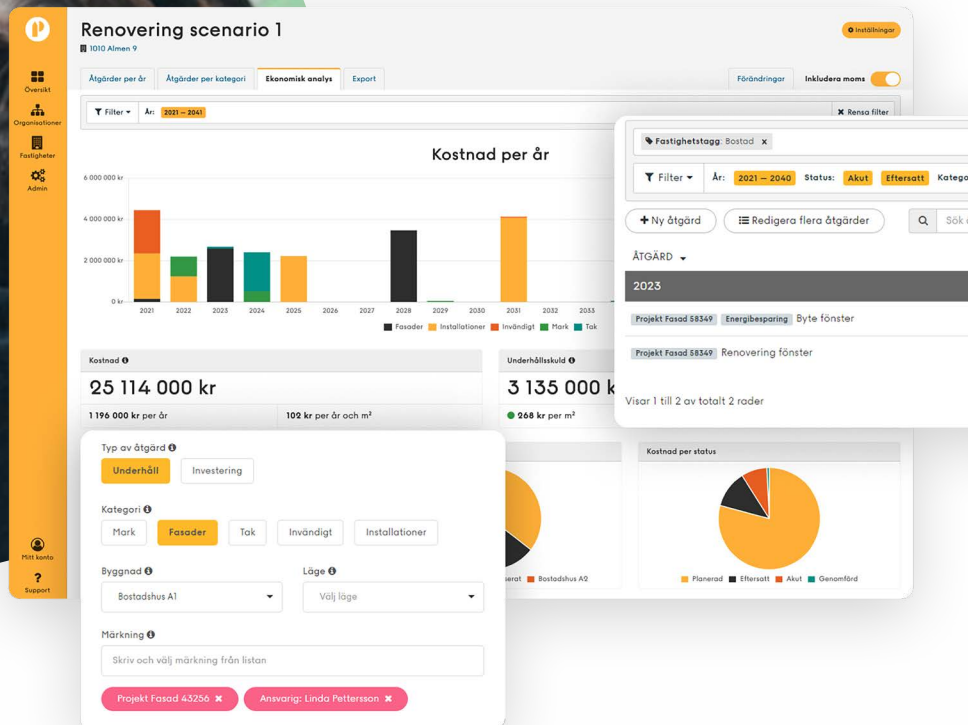 Renovering scenario 1
1010 Almen 9
Inställningar
Översikt
Organisationer
Fastigheter
Admin
Mitt konto
Support
Åtgärder per år
Åtgärder per kategori
Ekonomisk analys
Export
Förändringar
Inkludera moms
Filter
År: 2021 — 2041
Rensa filter
Kostnad per år
6 000 000 kr
4 000 000 kr
2 000 000 kr
0 kr
2021 2022 2023 2024 2025 2026 2027 2028 2029 2030 2031 2032 2033
Fasader Installationer Invändigt Mark Tak
Kostnad
25 114 000 kr
1 196 000 kr per år
102 kr per år och m²
Underhållsskuld
3 135 000 k
268 kr per m²
Fastighetstagg: Bostad x
Filter
År: 2021 — 2040 Status: Akut Eftersatt Katego
+ Ny åtgärd
Redigera flera åtgärder
Sök
ÅTGÄRD
2023
Projekt Fasad 58349 Energibesparing Byte fönster
Projekt Fasad 58349 Renovering fönster
Visar 1 till 2 av totalt 2 rader
Typ av åtgärd
Underhåll Investering
Kategori
Mark Fasader Tak Invändigt Installationer
Byggnad
Bostadshus A1
Läge
Välj läge
Märkning
Skriv och välj märkning från listan
Projekt Fasad 43256 x
Ansvarig: Linda Pettersson x
Bostadshus A2
Kostnad per status
Planerad Eftersatt Akut Genomförd